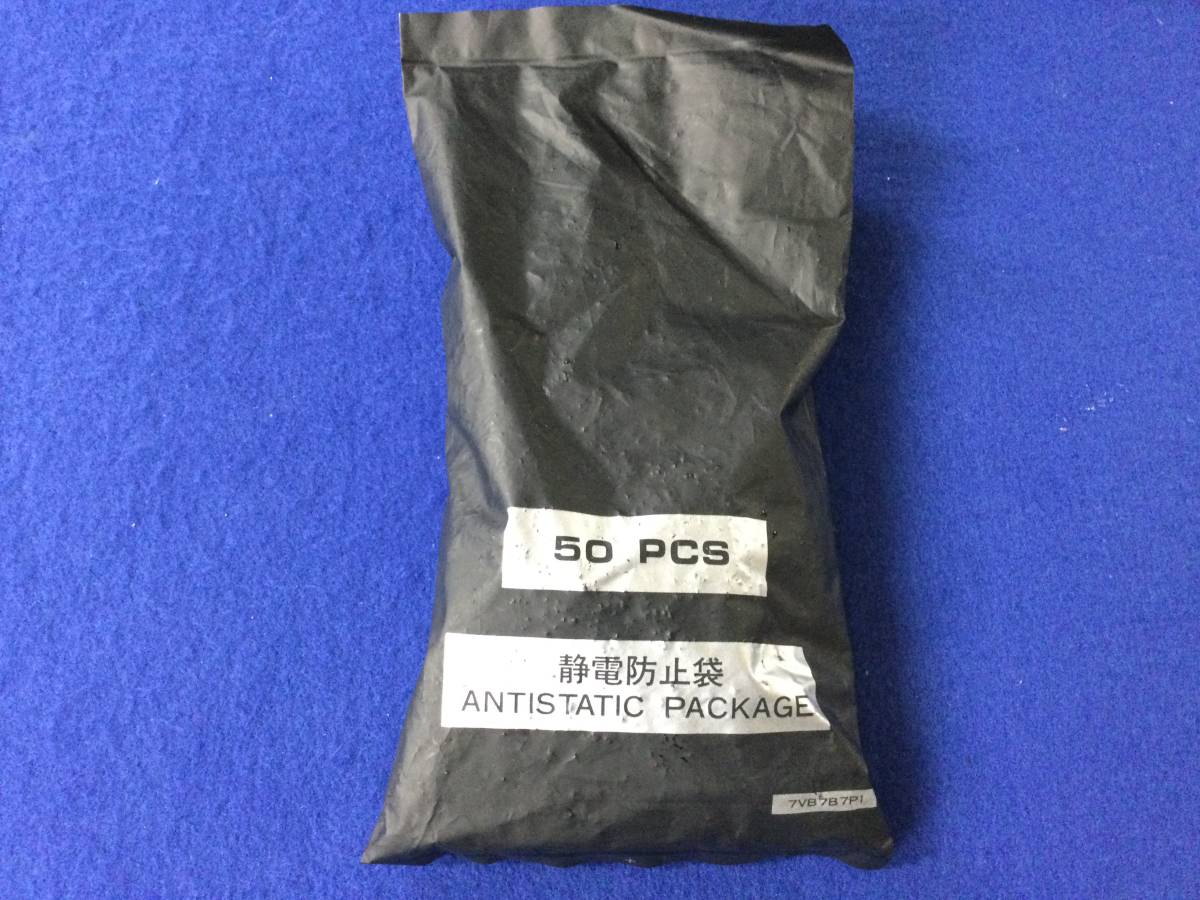 50 PCS
静電防止袋
ANTISTATIC PACKAGE
7VB7B7P1